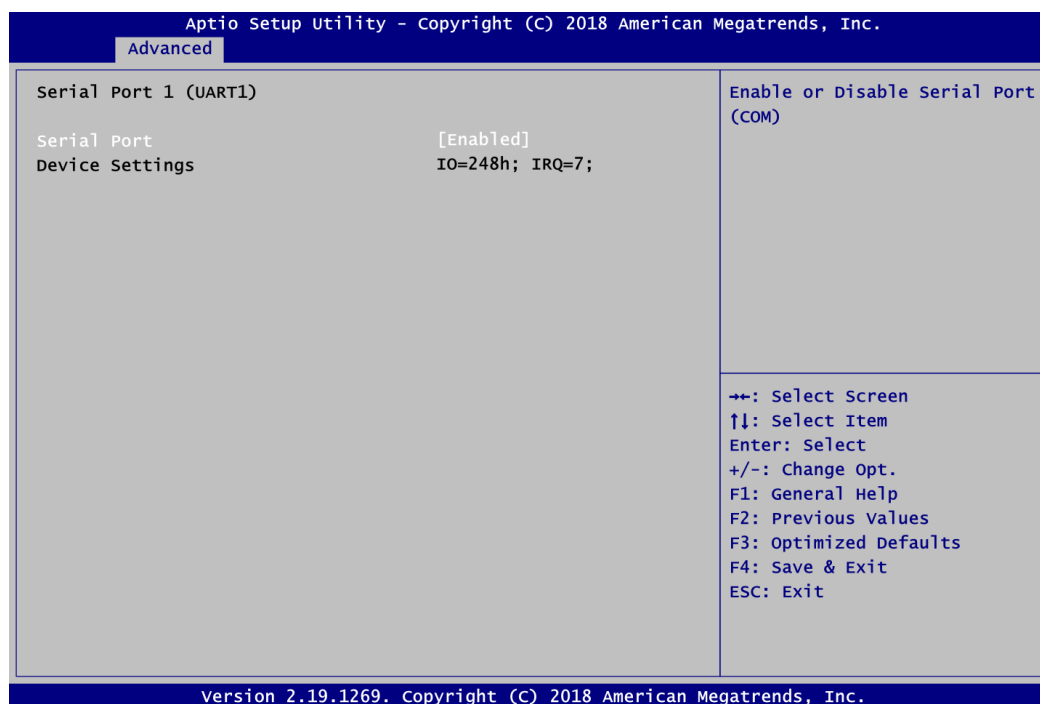 Aptio Setup Utility – Copyright (C) 2018 American Megatrends, Inc.
Advanced
Serial Port 1 (UART1)
Serial Port [Enabled]
Device Settings IO=248h; IRQ=7;
Enable or Disable Serial Port
(COM)
→←: Select Screen
↑↓: Select Item
Enter: Select
+/-: Change Opt.
F1: General Help
F2: Previous Values
F3: Optimized Defaults
F4: Save & Exit
ESC: Exit
Version 2.19.1269. Copyright (C) 2018 American Megatrends, Inc.